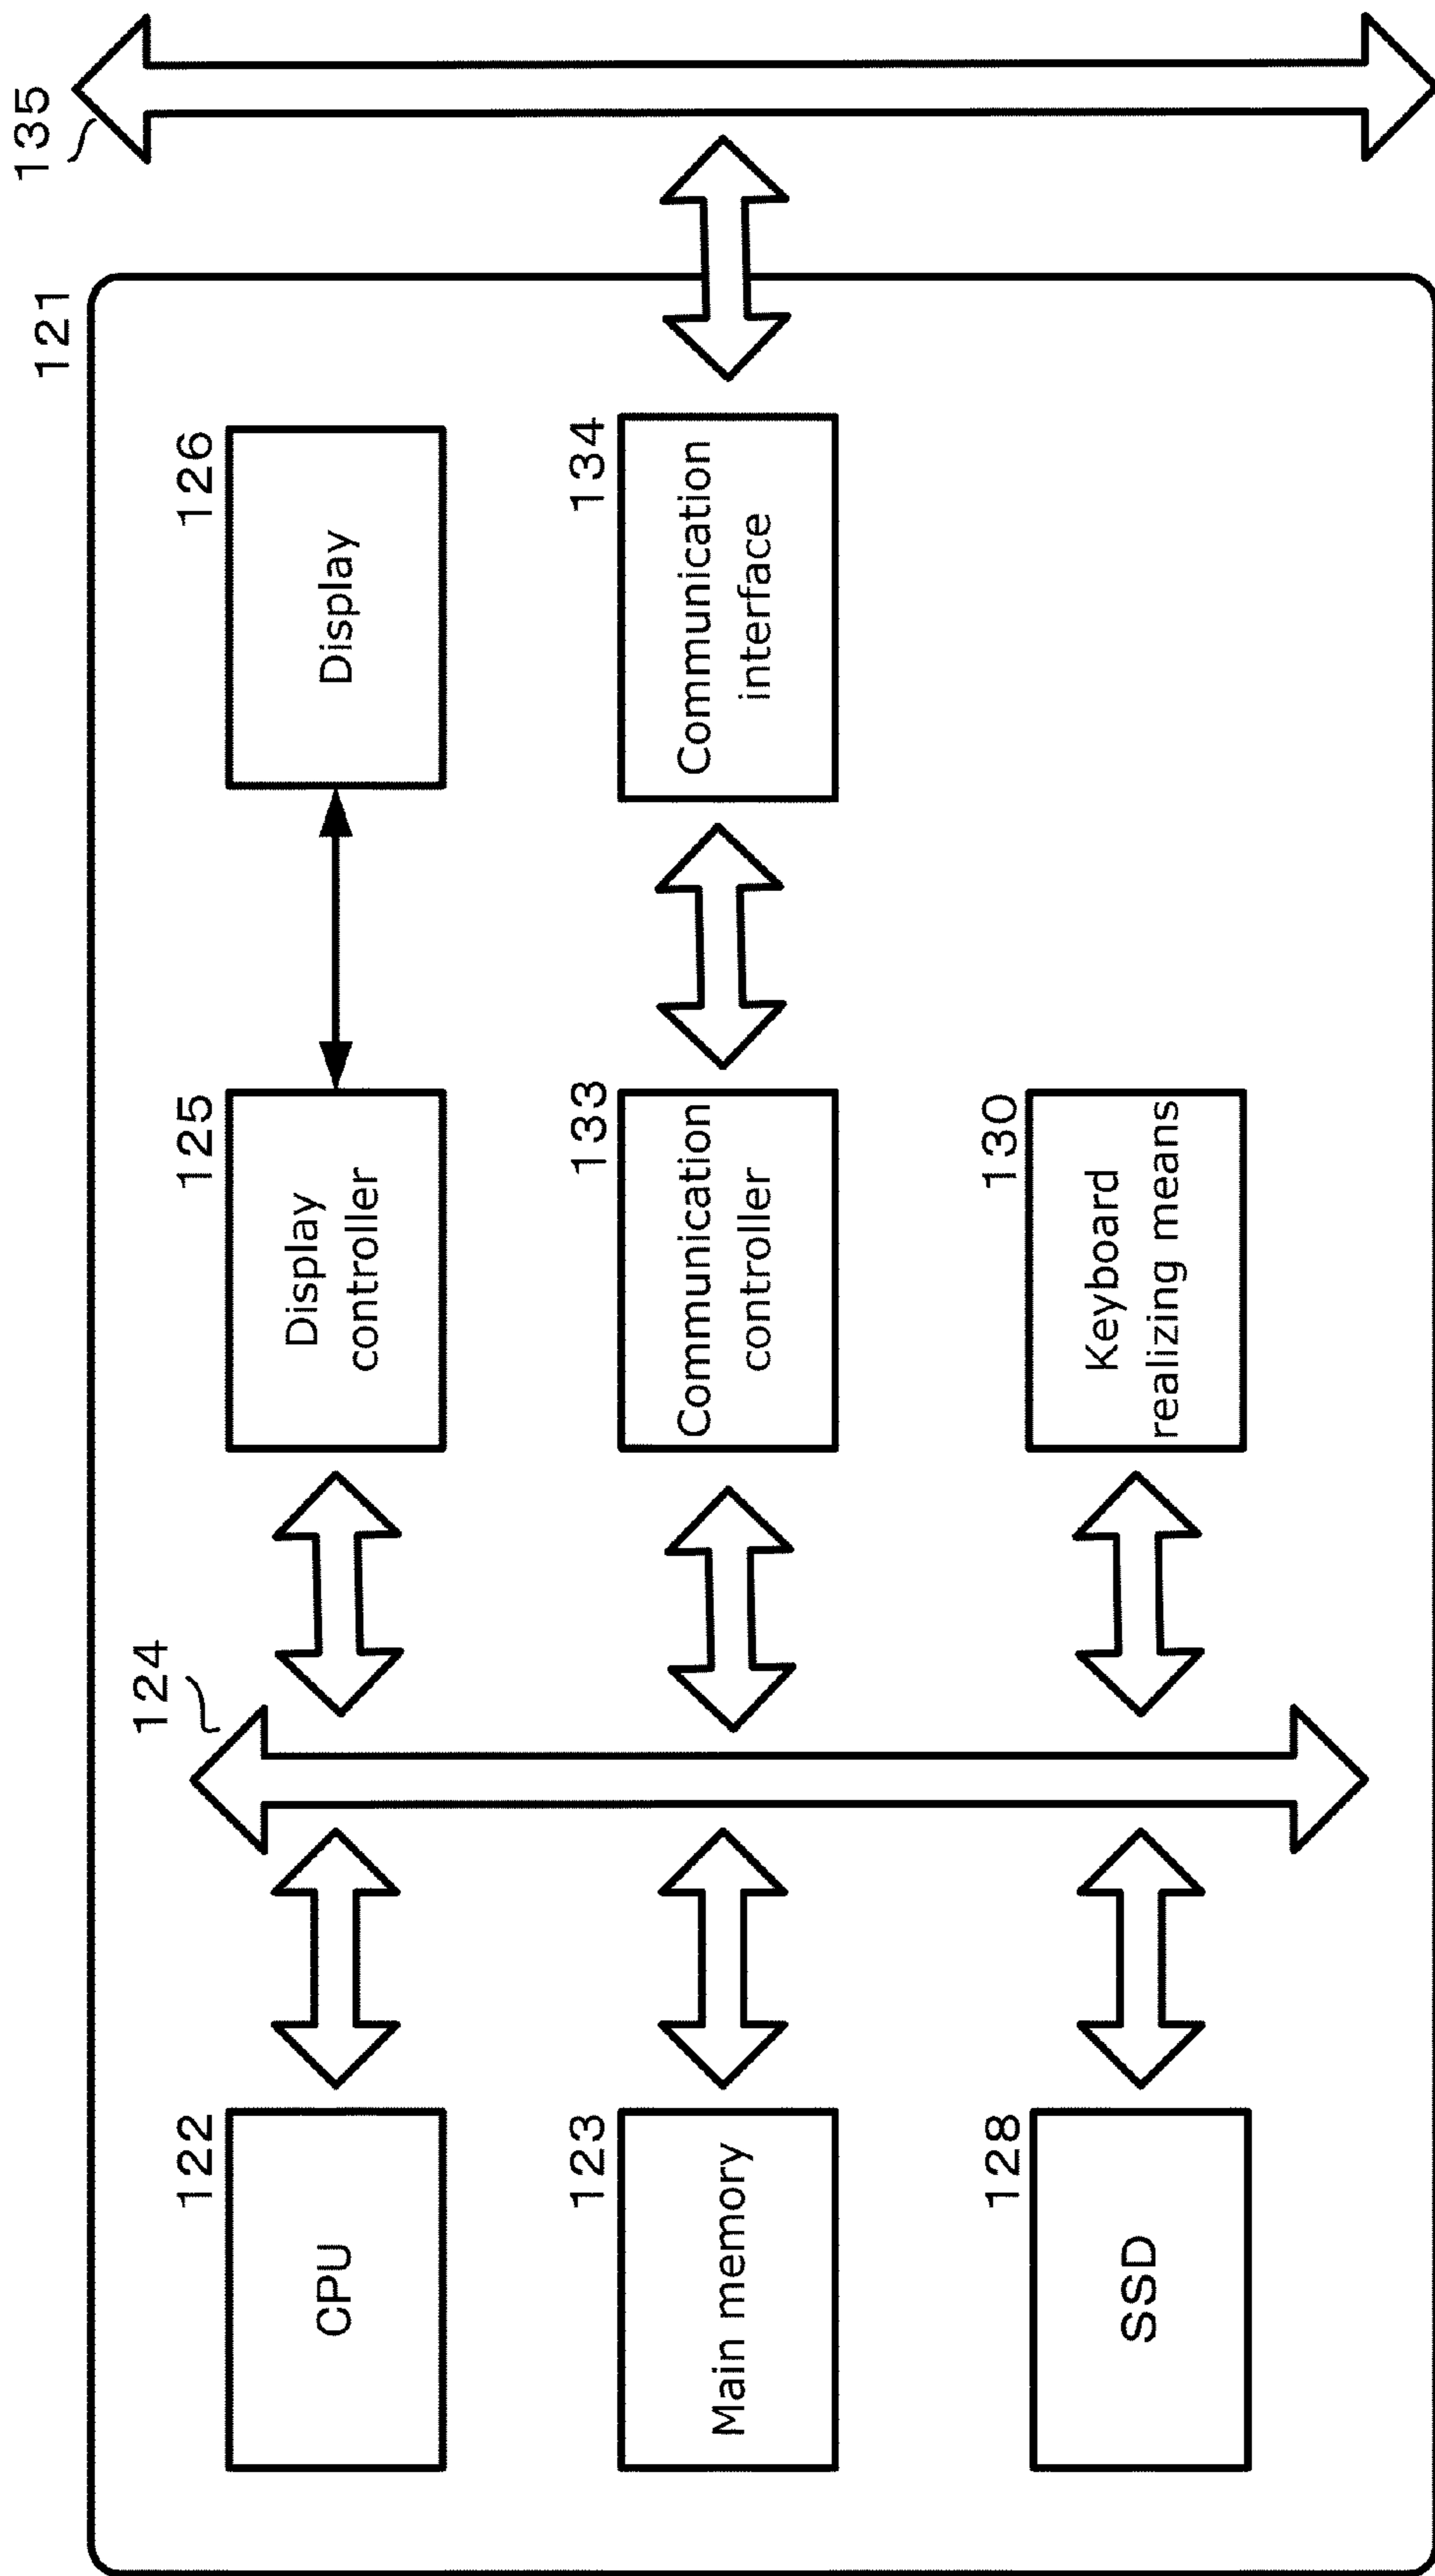 135
121
122
CPU
124
125
Display
controller
126
Display
123
Main memory
133
Communication
controller
134
Communication
interface
128
SSD
130
Keyboard
realizing means